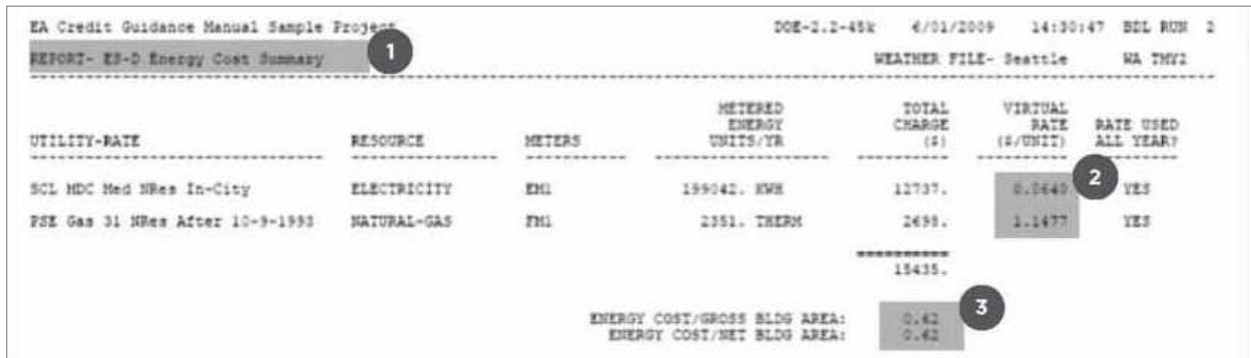 EA Credit Guidance Manual Sample Project DOE-2.2-45k 6/01/2009 14:30:47 BDL RUN 2
1
REPORT- ES-D Energy Cost Summary WEATHER FILE- Seattle WA TMY2
METERED TOTAL VIRTUAL
ENERGY CHARGE RATE RATE USED
UTILITY-RATE RESOURCE METERS UNITS/YR ($) ($/UNIT) ALL YEAR?
2
SCL MDC Med NRes In-City ELECTRICITY EM1 199042. KWH 12737. 0.0640 YES
PSE Gas 31 NRes After 10-9-1993 NATURAL-GAS FM1 2351. THERM 2698. 1.1477 YES
15435.
3
ENERGY COST/GROSS BLDG AREA: 0.62
ENERGY COST/NET BLDG AREA: 0.62